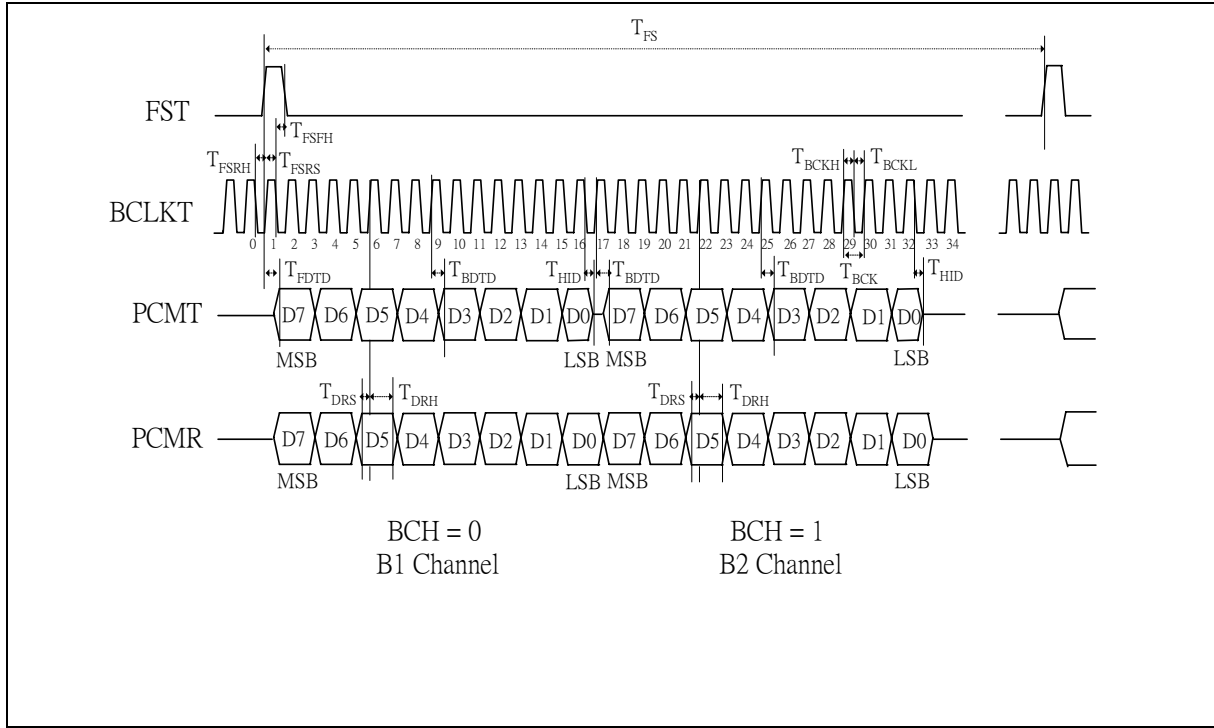 T_FS
FST
T_FSFH
T_FSRH T_FSRS T_BCKH T_BCKL
BCLKT
0 1 2 3 4 5 6 7 8 9 10 11 12 13 14 15 16 17 18 19 20 21 22 23 24 25 26 27 28 29 30 31 32 33 34
T_FDTD T_BDTD T_HID T_BDTD T_BDTD T_BCK T_HID
PCMT D7 D6 D5 D4 D3 D2 D1 D0 D7 D6 D5 D4 D3 D2 D1 D0
MSB LSB MSB LSB
T_DRS T_DRH T_DRS T_DRH
PCMR D7 D6 D5 D4 D3 D2 D1 D0 D7 D6 D5 D4 D3 D2 D1 D0
MSB LSB MSB LSB
BCH = 0 BCH = 1
B1 Channel B2 Channel